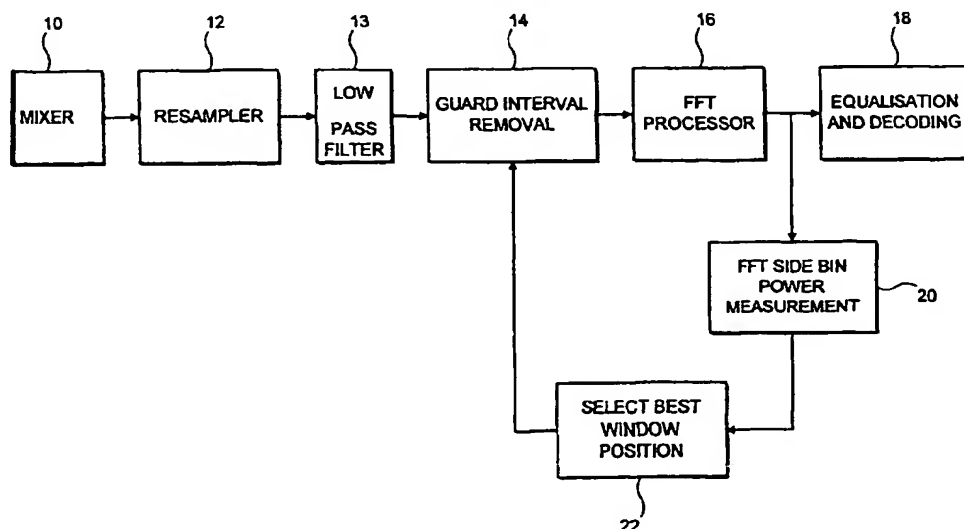 10
12
13
14
16
18
MIXER
RESAMPLER
LOW
PASS
FILTER
GUARD INTERVAL
REMOVAL
FFT
PROCESSOR
EQUALISATION
AND DECODING
FFT SIDE BIN
POWER
MEASUREMENT
20
SELECT BEST
WINDOW
POSITION
22